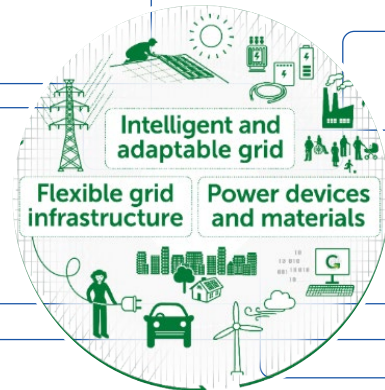 Intelligent and
adaptable grid
Flexible grid
infrastructure
Power devices
and materials
G